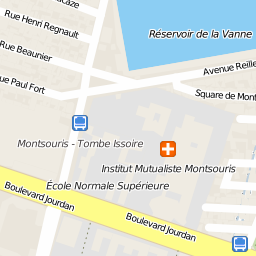 caze
Rue Henri Regnault
Réservoir de la Vanne
Rue Beaunier
Avenue Reille
Rue Paul Fort
Square de Mont
Montsouris - Tombe Issoire
Institut Mutualiste Montsouris
École Normale Supérieure
Boulevard Jourdan
Boulevard Jourdan